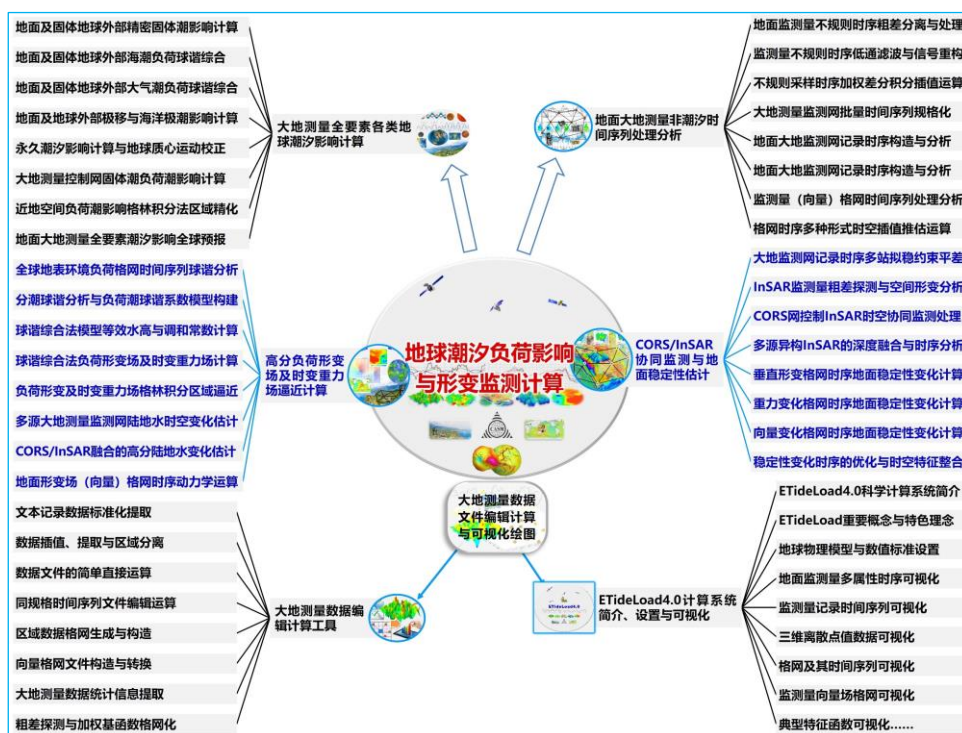 地面及固体地球外部精密固体潮影响计算
地面及固体地球外部海潮负荷球谐综合
地面及固体地球外部大气潮负荷球谐综合
地面及地球外部极移与海洋极潮影响计算
永久潮汐影响计算与地球质心运动校正
大地测量控制网固体潮负荷潮影响计算
近地空间负荷潮影响格林积分法区域精化
地面大地测量全要素潮汐影响全球预报
大地测量全要素各类地
球潮汐影响计算
地面监测量不规则时序粗差分离与处理
监测量不规则时序低通滤波与信号重构
不规则采样时序加权差分积分插值运算
大地测量监测网批量时间序列规格化
地面大地监测网记录时序构造与分析
地面大地监测网记录时序构造与分析
监测量（向量）格网时间序列处理分析
格网时序多种形式时空插值推估运算
地面大地测量非潮汐时
间序列处理分析
全球地表环境负荷格网时间序列球谐分析
分潮球谐分析与负荷潮球谐系数模型构建
球谐综合法模型等效水高与调和常数计算
球谐综合法负荷形变场及时变重力场计算
负荷形变及时变重力场格林积分区域逼近
多源大地测量监测网陆地水时空变化估计
CORS/InSAR融合的高分陆地水变化估计
地面形变场（向量）格网时序动力学运算
高分负荷形变
场及时变重力
场逼近计算
地球潮汐负荷影响
与形变监测计算
CASM
CORS/InSAR
协同监测与地
面稳定性估计
大地监测网记录时序多站拟稳约束平差
InSAR监测量粗差探测与空间形变分析
CORS网控制InSAR时空协同监测处理
多源异构InSAR的深度融合与时序分析
垂直形变格网时序地面稳定性变化计算
重力变化格网时序地面稳定性变化计算
向量变化格网时序地面稳定性变化计算
稳定性变化时序的优化与时空特征整合
大地测量数据
文件编辑计算
与可视化绘图
文本记录数据标准化提取
数据插值、提取与区域分离
数据文件的简单直接运算
同规格时间序列文件编辑运算
区域数据格网生成与构造
向量格网文件构造与转换
大地测量数据统计信息提取
粗差探测与加权基函数格网化
大地测量数据编
辑计算工具
ETideLoad4.0
ETideLoad4.0计算系统
简介、设置与可视化
ETideLoad4.0科学计算系统简介
ETideLoad重要概念与特色理念
地球物理模型与数值标准设置
地面监测量多属性时序可视化
监测量记录时间序列可视化
三维离散点值数据可视化
格网及其时间序列可视化
监测量向量场格网可视化
典型特征函数可视化……